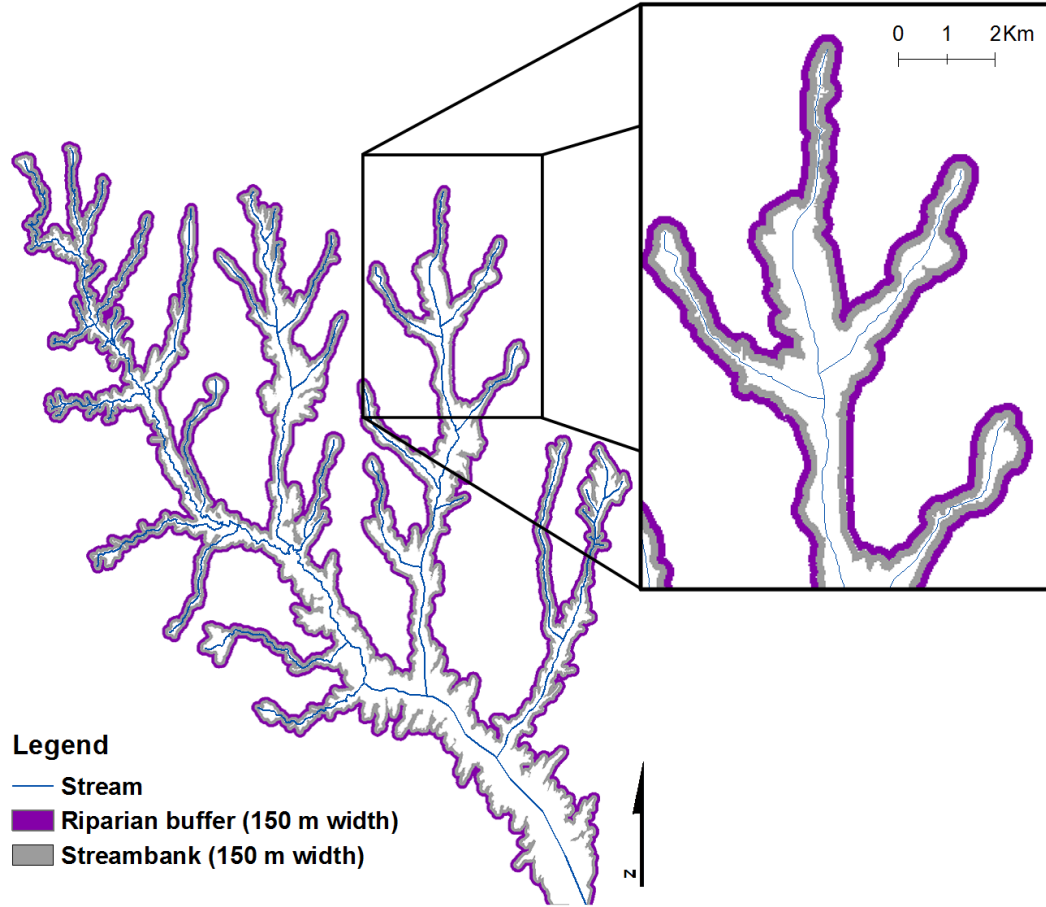 0 1 2Km
Legend
Stream
Riparian buffer (150 m width)
Streambank (150 m width)
N